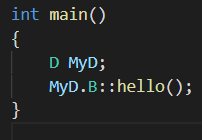 int main()
{
    D MyD;
    MyD.B::hello();
}